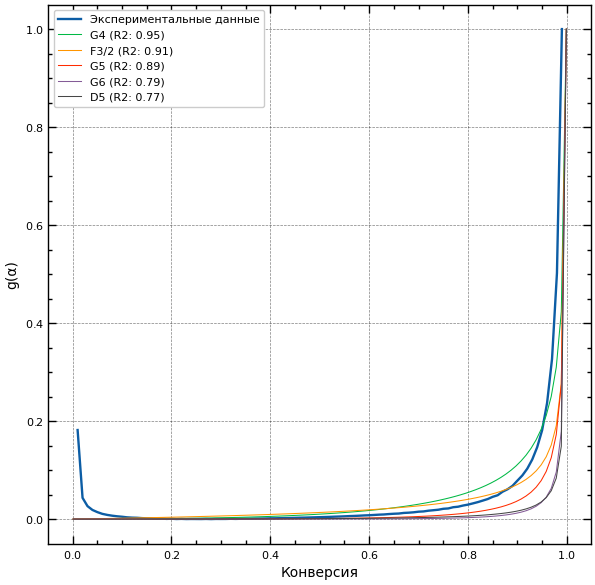 Экспериментальные данные
G4 (R2: 0.95)
F3/2 (R2: 0.91)
G5 (R2: 0.89)
G6 (R2: 0.79)
D5 (R2: 0.77)
1.0
0.8
0.6
0.4
0.2
0.0
g(α)
0.0 0.2 0.4 0.6 0.8 1.0
Конверсия